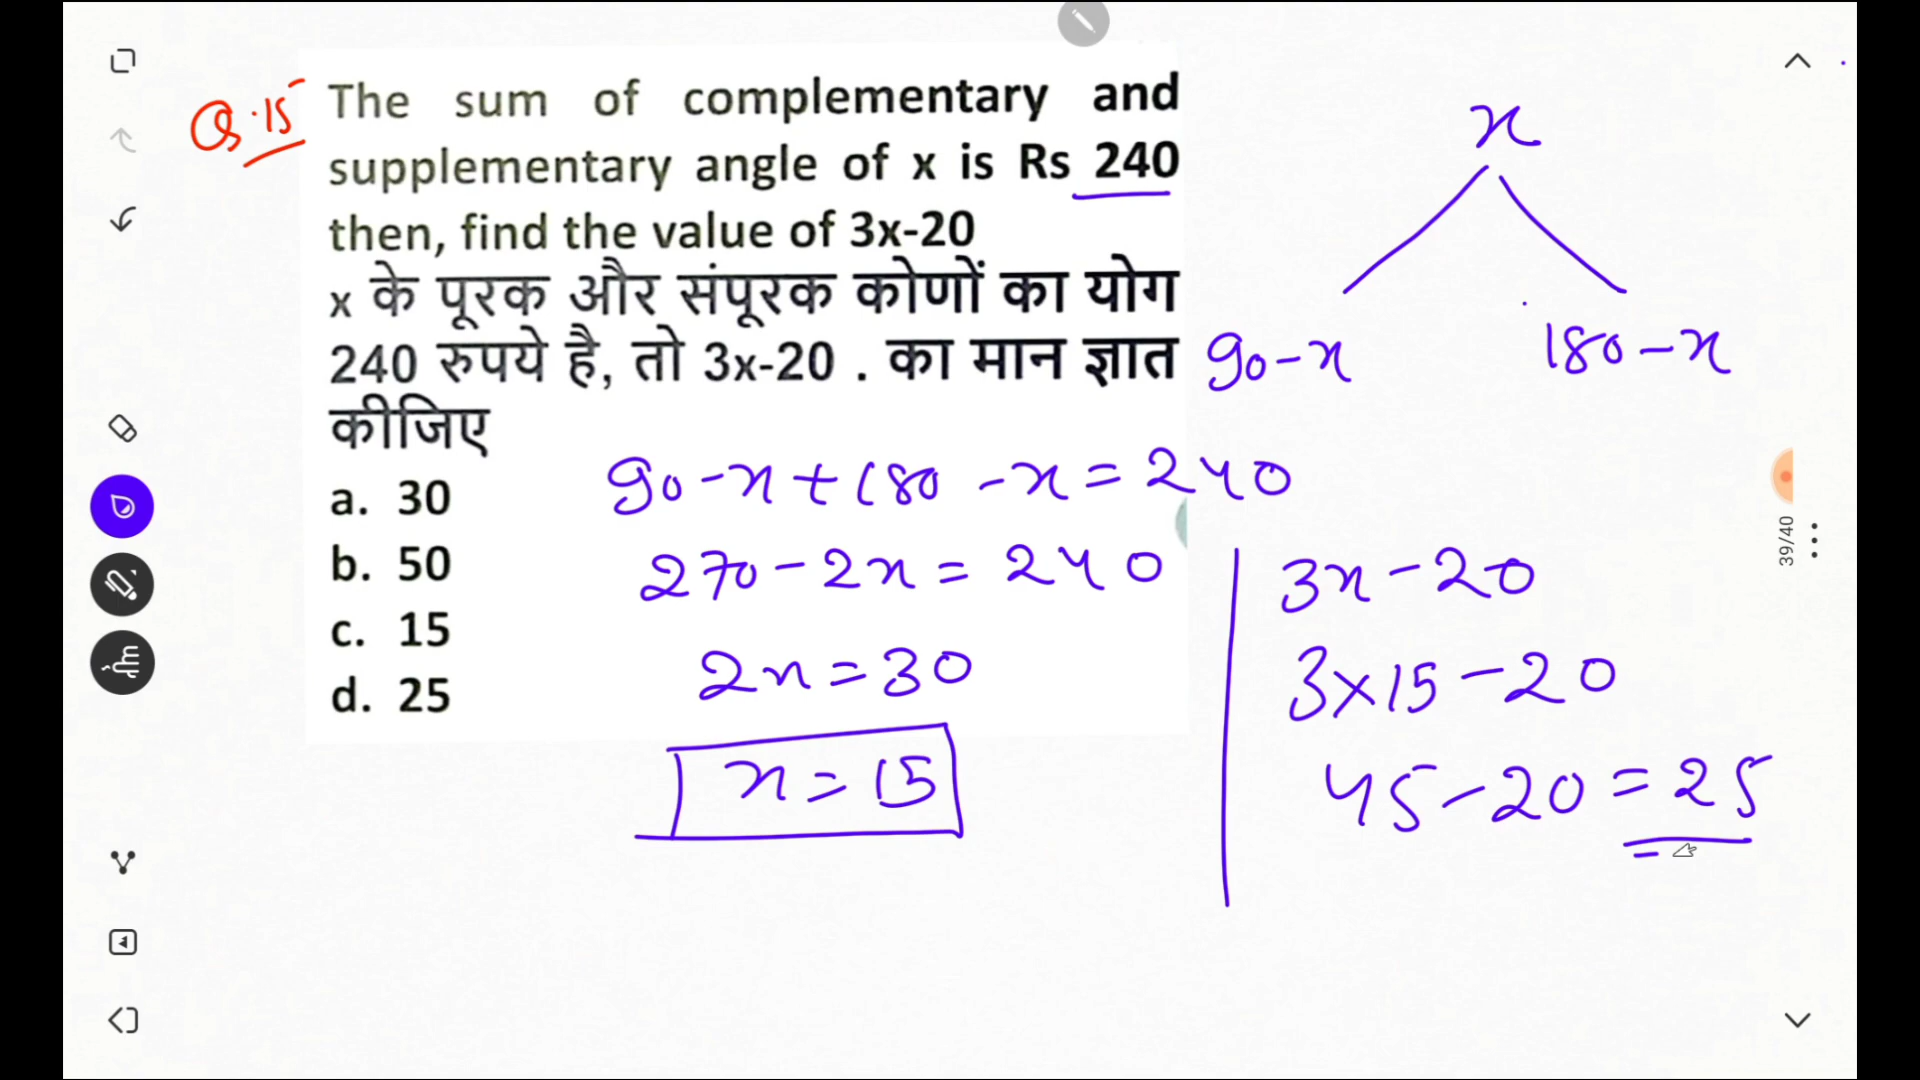 Q.15
The sum of complementary and
supplementary angle of x is Rs 240
then, find the value of 3x-20
x के पूरक और संपूरक कोणों का योग
240 रुपये है, तो 3x-20 . का मान ज्ञात
कीजिए
a. 30
b. 50
c. 15
d. 25
x
90-x 180-x
90-x+180-x=240
270-2x=240
2x=30
x=15
3x-20
3x15-20
45-20=25
39/40